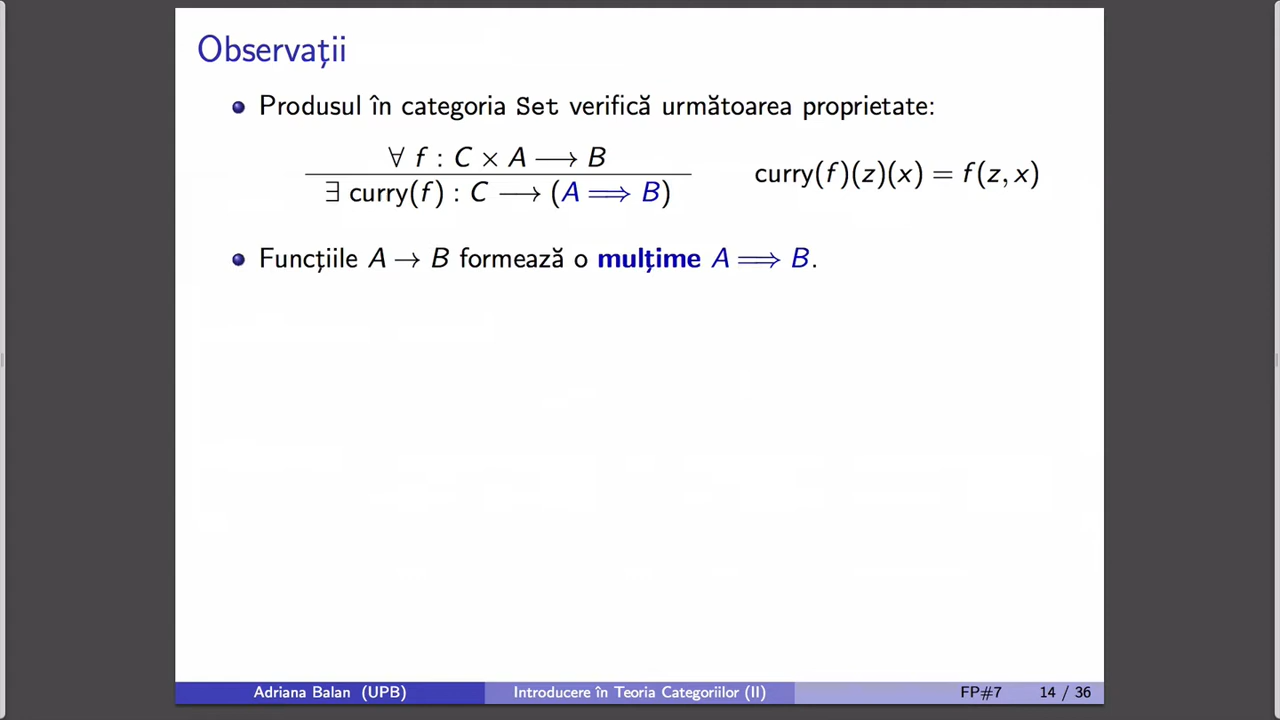 Observații
Produsul în categoria Set verifică următoarea proprietate:
∀ f : C × A ⟶ B
∃ curry(f) : C ⟶ (A ⟹ B)
curry(f)(z)(x) = f(z, x)
Funcțiile A → B formează o mulțime A ⟹ B.
Adriana Balan (UPB) Introducere în Teoria Categoriilor (II) FP#7 14 / 36